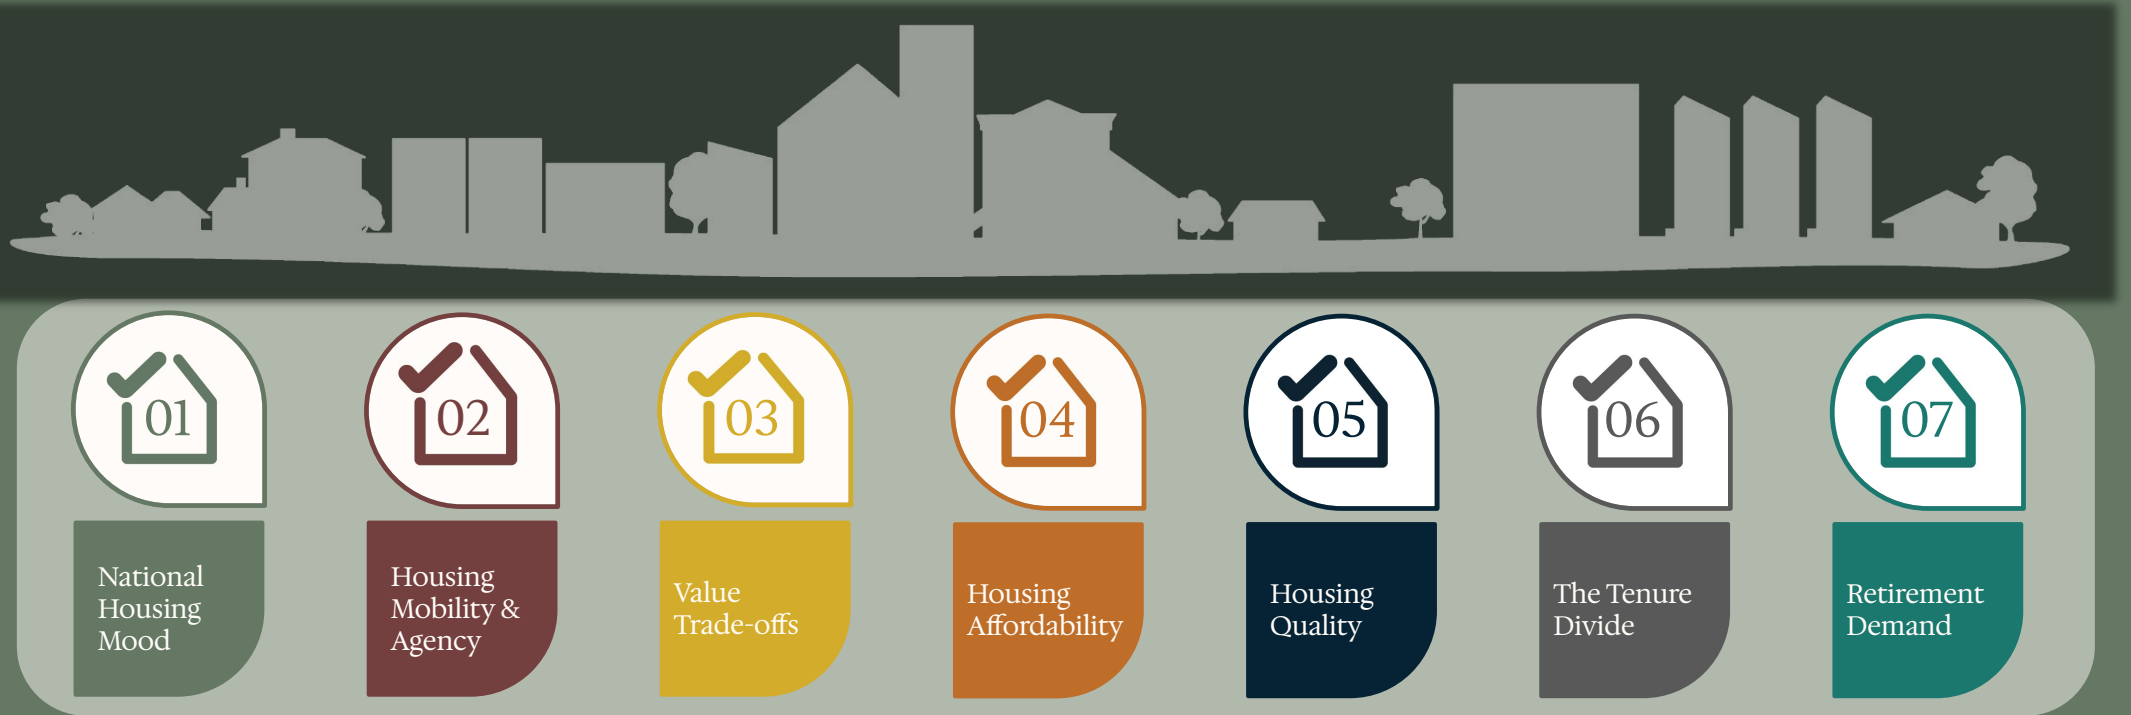 01
02
03
04
05
06
07
National
Housing
Mood
Housing
Mobility &
Agency
Value
Trade-offs
Housing
Affordability
Housing
Quality
The Tenure
Divide
Retirement
Demand